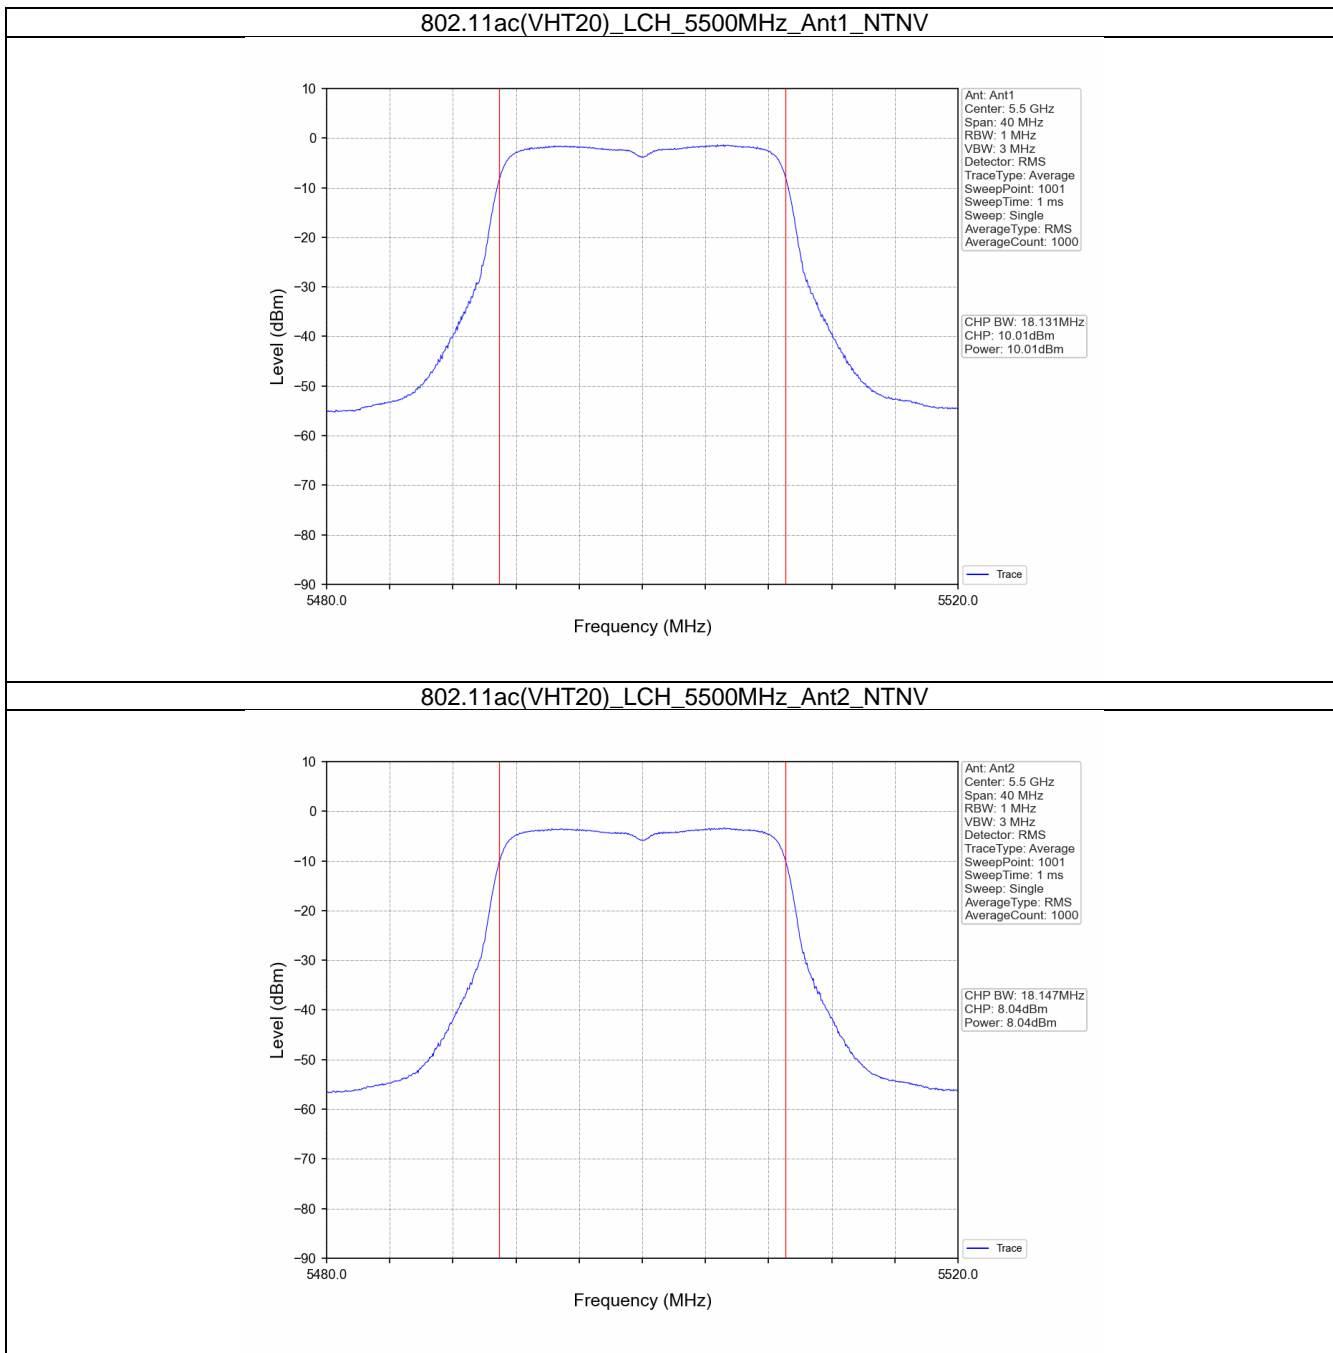 802.11ac(VHT20)_LCH_5500MHz_Ant1_NTNV
10
0
−10
−20
−30
−40
−50
−60
−70
−80
−90
Level (dBm)
5480.0
5520.0
Frequency (MHz)
Ant: Ant1
Center: 5.5 GHz
Span: 40 MHz
RBW: 1 MHz
VBW: 3 MHz
Detector: RMS
TraceType: Average
SweepPoint: 1001
SweepTime: 1 ms
Sweep: Single
AverageType: RMS
AverageCount: 1000
CHP BW: 18.131MHz
CHP: 10.01dBm
Power: 10.01dBm
Trace
802.11ac(VHT20)_LCH_5500MHz_Ant2_NTNV
10
0
−10
−20
−30
−40
−50
−60
−70
−80
−90
Level (dBm)
5480.0
5520.0
Frequency (MHz)
Ant: Ant2
Center: 5.5 GHz
Span: 40 MHz
RBW: 1 MHz
VBW: 3 MHz
Detector: RMS
TraceType: Average
SweepPoint: 1001
SweepTime: 1 ms
Sweep: Single
AverageType: RMS
AverageCount: 1000
CHP BW: 18.147MHz
CHP: 8.04dBm
Power: 8.04dBm
Trace